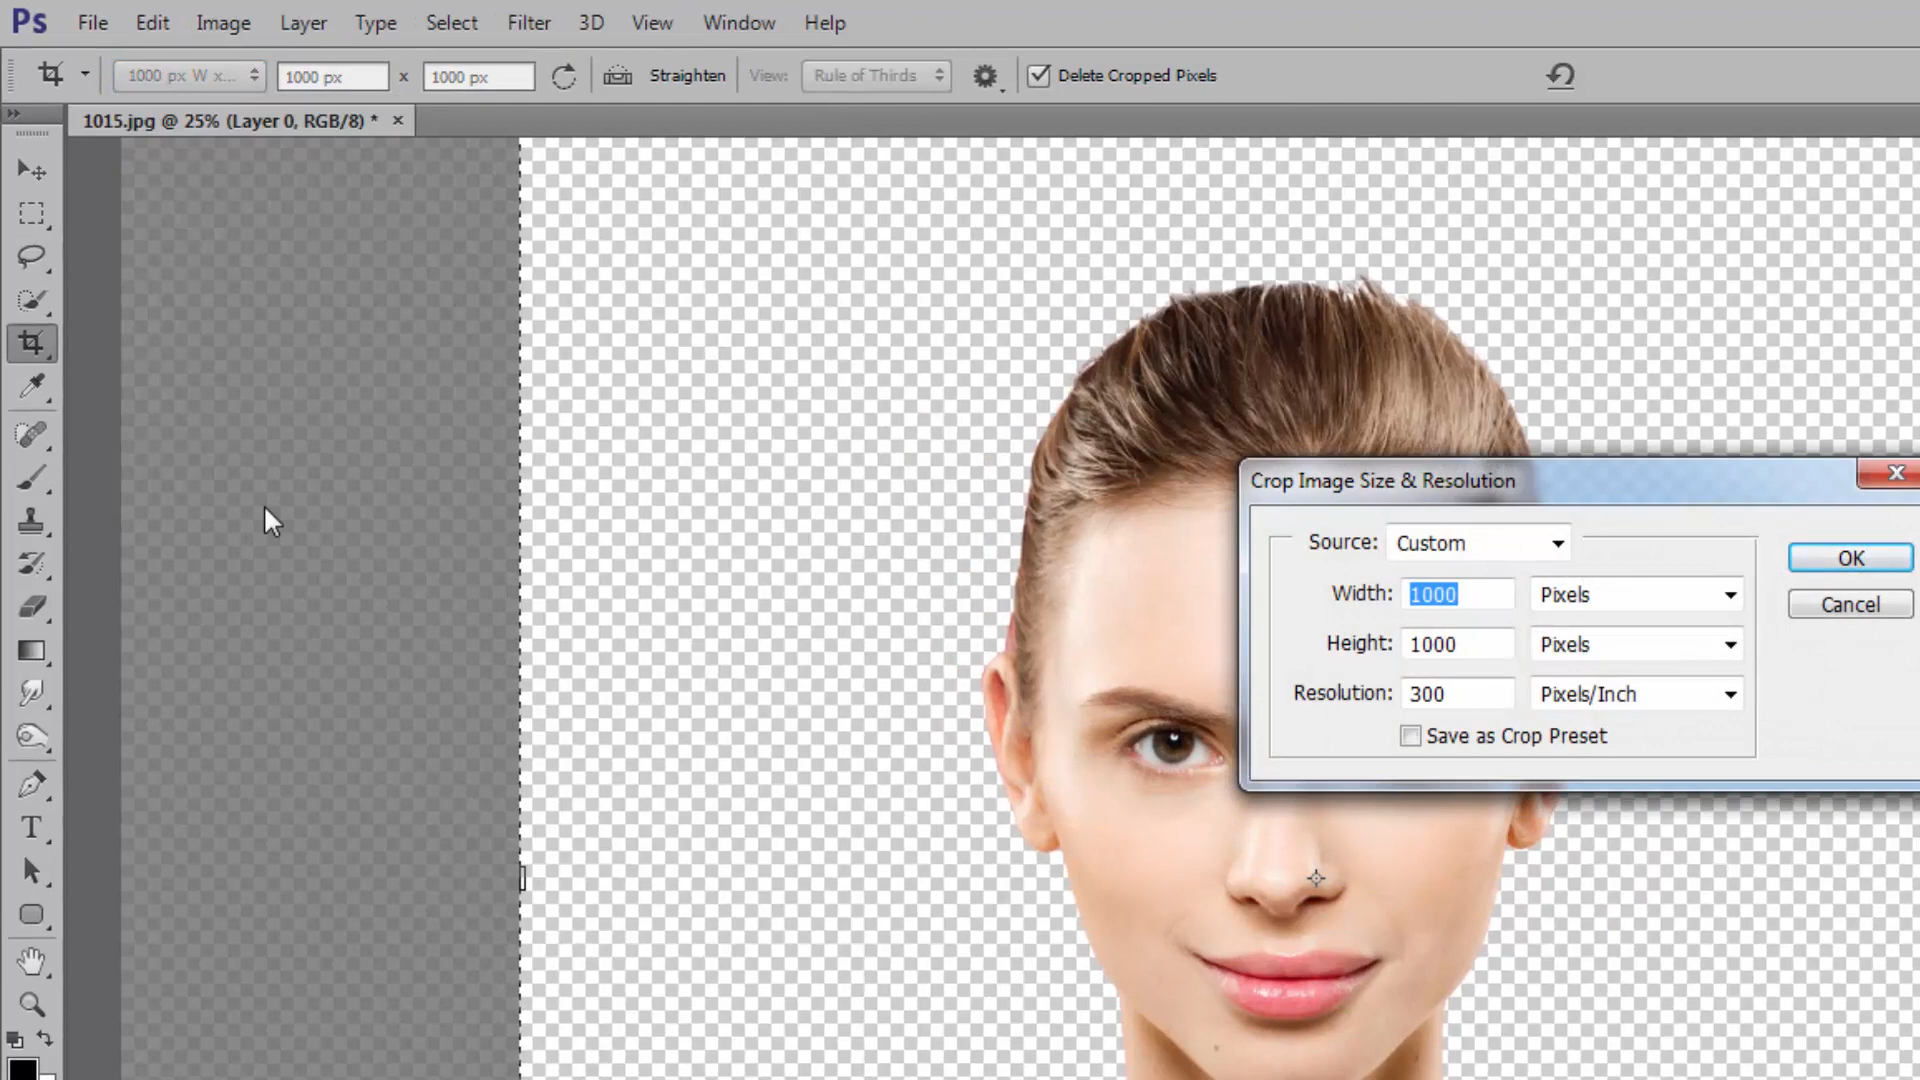 Ps File Edit Image Layer Type Select Filter 3D View Window Help
1000 px W x... 1000 px x 1000 px Straighten View: Rule of Thirds Delete Cropped Pixels
1015.jpg @ 25% (Layer 0, RGB/8) * ×
Crop Image Size & Resolution
Source: Custom
OK
Width: 1000 Pixels
Cancel
Height: 1000 Pixels
Resolution: 300 Pixels/Inch
Save as Crop Preset
T